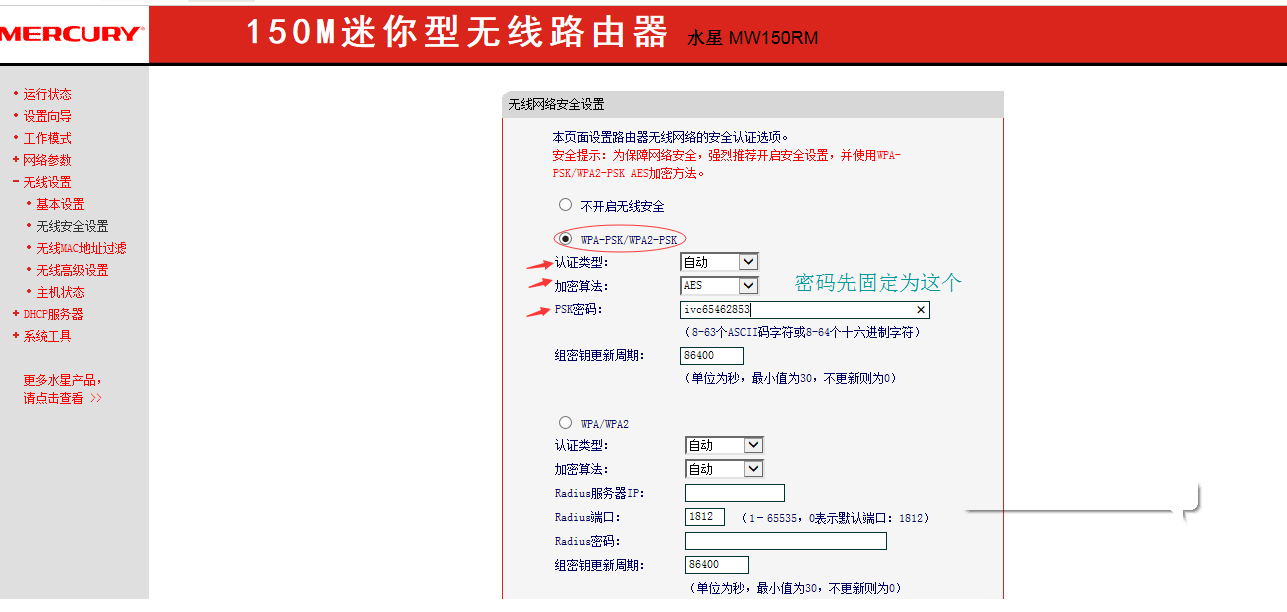 MERCURY
150M迷你型无线路由器 水星 MW150RM
运行状态
设置向导
工作模式
网络参数
无线设置
基本设置
无线安全设置
无线MAC地址过滤
无线高级设置
主机状态
DHCP服务器
系统工具
更多水星产品，
请点击查看 >>
无线网络安全设置
本页面设置路由器无线网络的安全认证选项。
安全提示：为保障网络安全，强烈推荐开启安全设置，并使用WPA-
PSK/WPA2-PSK AES加密方法。
不开启无线安全
WPA-PSK/WPA2-PSK
认证类型： 自动
加密算法： AES
密码先固定为这个
PSK密码： ivc65462853 ×
（8-63个ASCII码字符或8-64个十六进制字符）
组密钥更新周期： 86400
（单位为秒，最小值为30，不更新则为0）
WPA/WPA2
认证类型： 自动
加密算法： 自动
Radius服务器IP：
Radius端口： 1812 （1－65535，0表示默认端口：1812）
Radius密码：
组密钥更新周期： 86400
（单位为秒，最小值为30，不更新则为0）